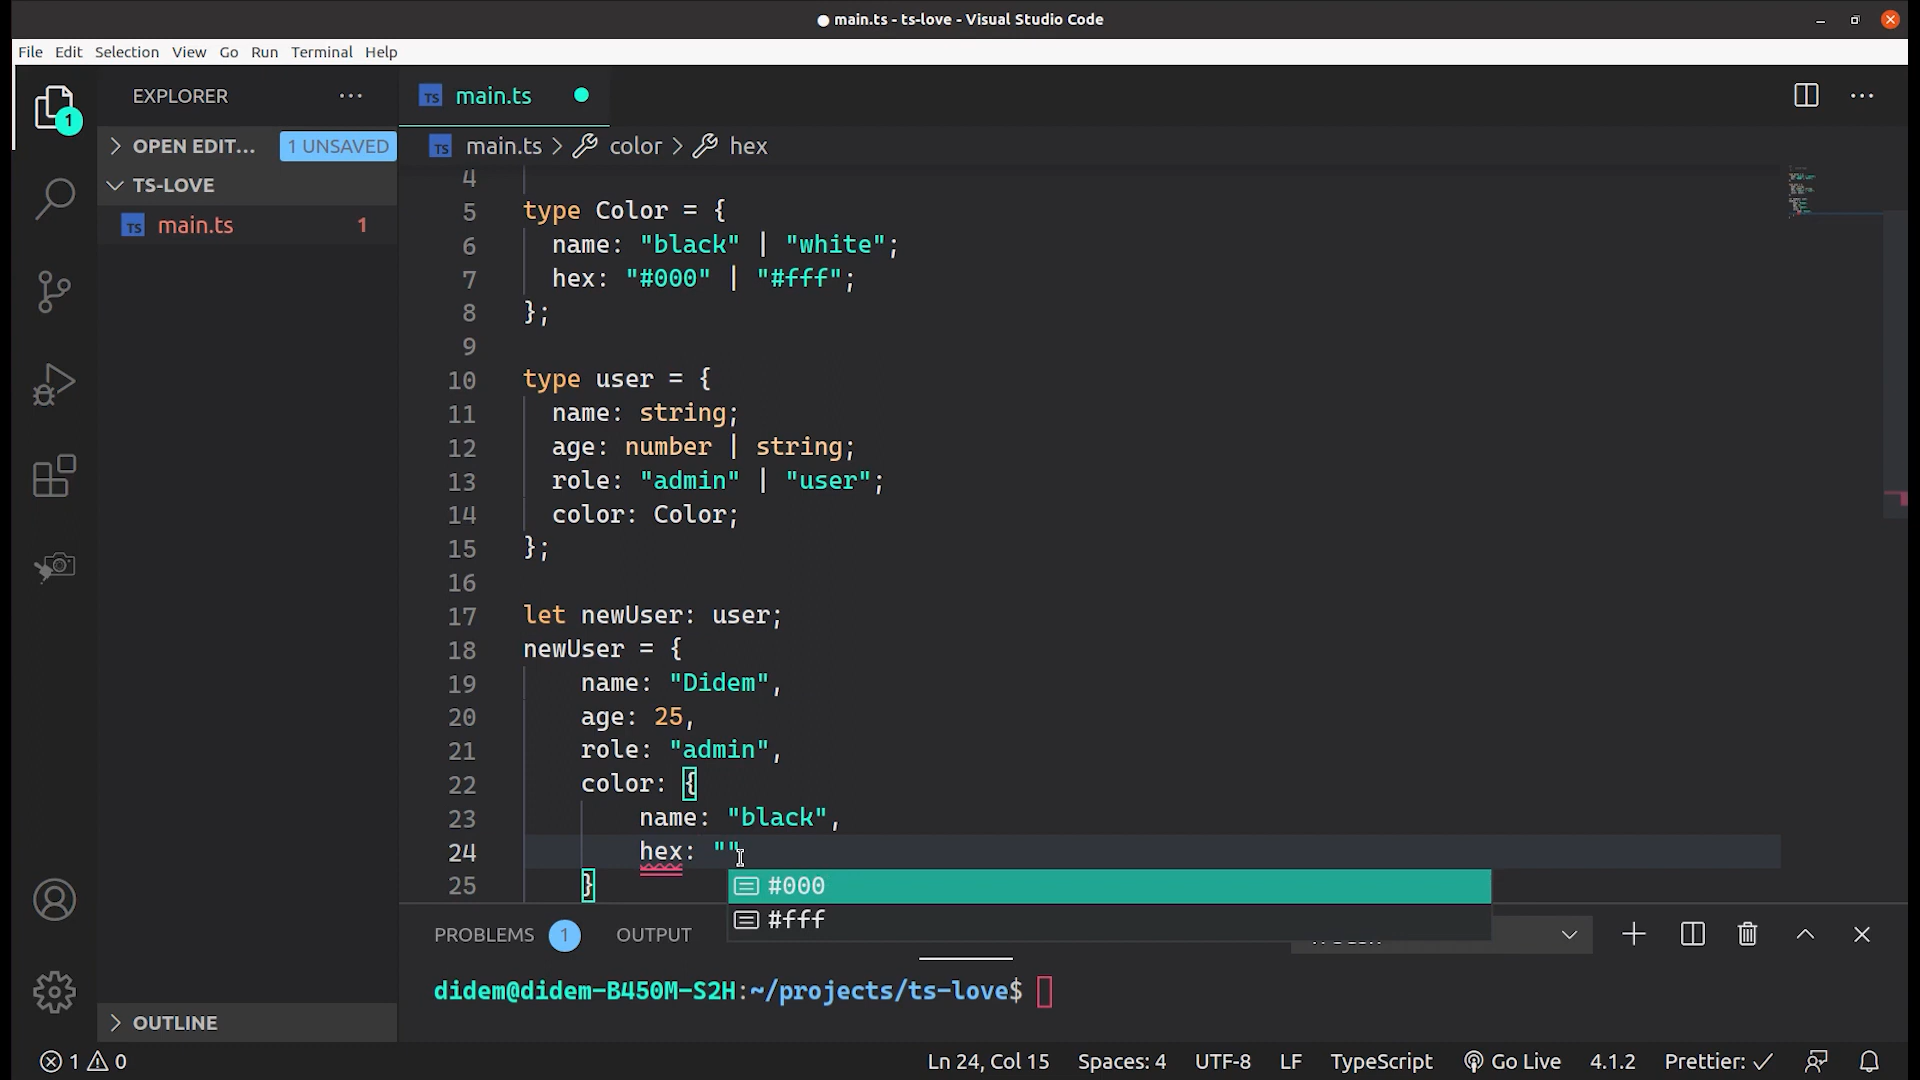 main.ts - ts-love - Visual Studio Code
File Edit Selection View Go Run Terminal Help
EXPLORER
1
OPEN EDIT... 1 UNSAVED
TS-LOVE
TS main.ts 1
OUTLINE
TS main.ts
TS main.ts > color > hex
4
5 type Color = {
6 name: "black" | "white";
7 hex: "#000" | "#fff";
8 };
9
10 type user = {
11 name: string;
12 age: number | string;
13 role: "admin" | "user";
14 color: Color;
15 };
16
17 let newUser: user;
18 newUser = {
19 name: "Didem",
20 age: 25,
21 role: "admin",
22 color: {
23 name: "black",
24 hex: ""
25 }
#000
#fff
PROBLEMS 1 OUTPUT
didem@didem-B450M-S2H:~/projects/ts-love$
1 0 Ln 24, Col 15 Spaces: 4 UTF-8 LF TypeScript Go Live 4.1.2 Prettier: ✓